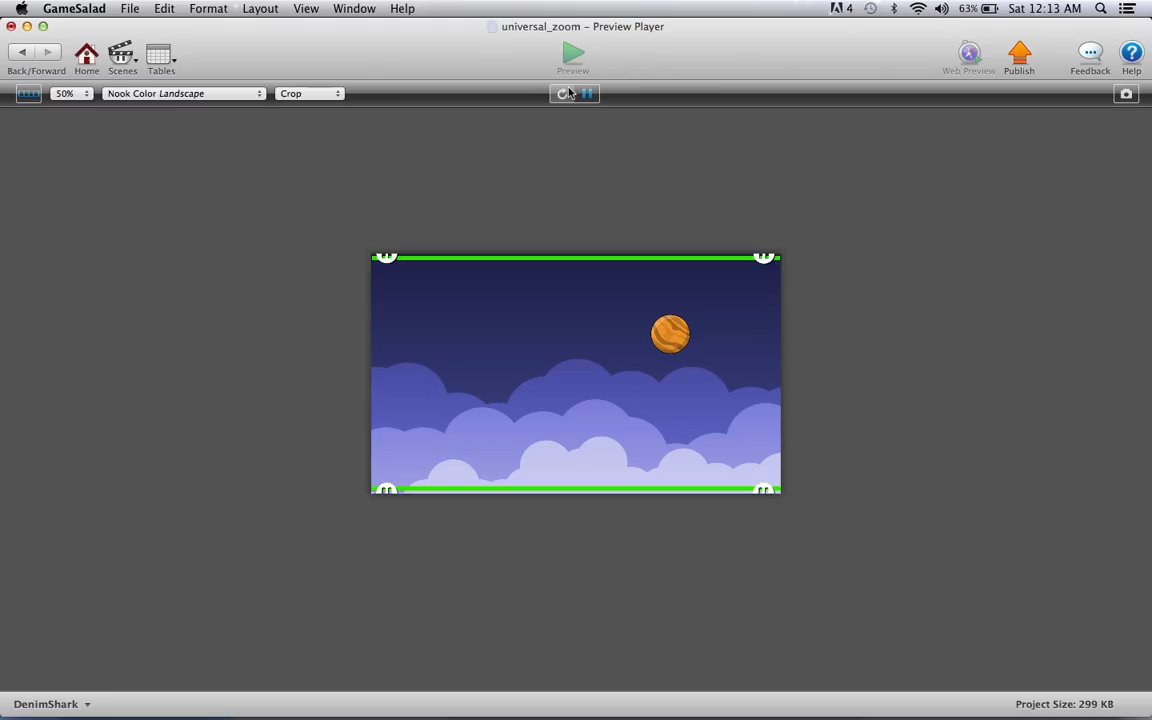 GameSalad File Edit Format Layout View Window Help 4 63% Sat 12:13 AM
universal_zoom – Preview Player
Back/Forward Home Scenes Tables Preview Web Preview Publish Feedback Help
50% Nook Color Landscape Crop
DenimShark Project Size: 299 KB